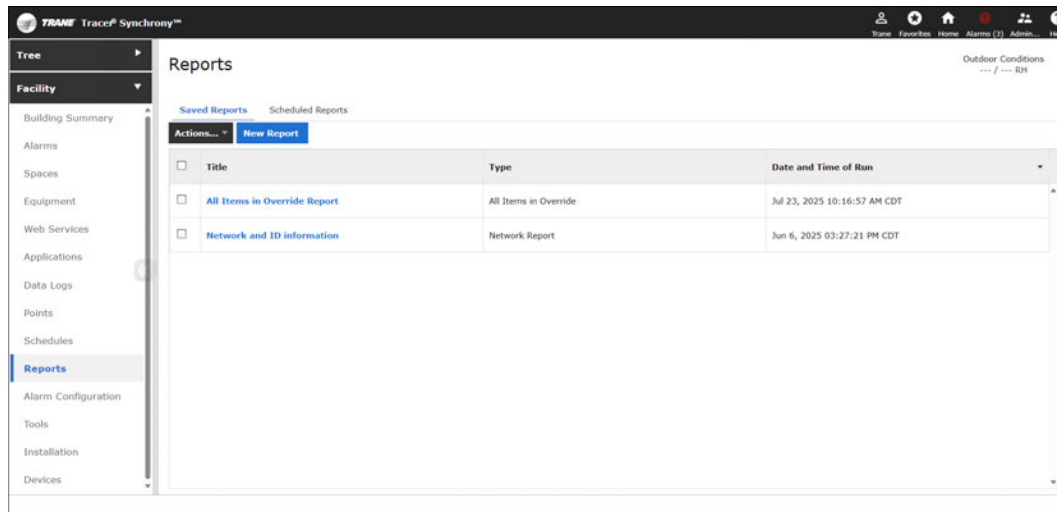 TRANE Tracer® Synchrony™
Trane Favorites Home Alarms (3) Admin...
Tree
Facility
Building Summary
Alarms
Spaces
Equipment
Web Services
Applications
Data Logs
Points
Schedules
Reports
Alarm Configuration
Tools
Installation
Devices
Reports
Outdoor Conditions
--- / --- RH
Saved Reports Scheduled Reports
Actions... New Report
Title Type Date and Time of Run
All Items in Override Report All Items in Override Jul 23, 2025 10:16:57 AM CDT
Network and ID information Network Report Jun 6, 2025 03:27:21 PM CDT